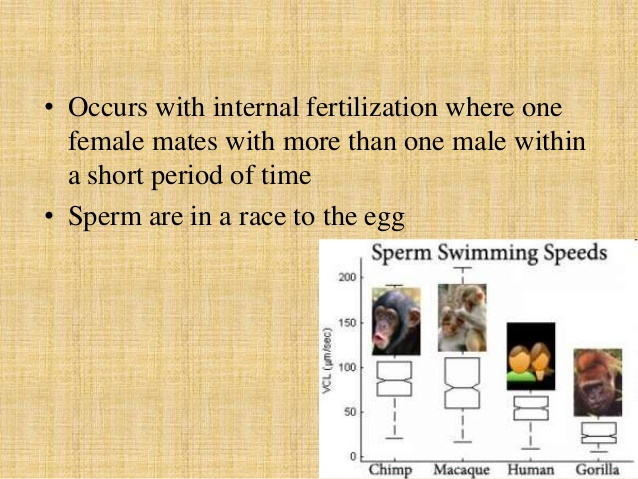 • Occurs with internal fertilization where one
female mates with more than one male within
a short period of time
• Sperm are in a race to the egg
Sperm Swimming Speeds
200
150
100
50
0
VCL (µm/sec)
Chimp Macaque Human Gorilla